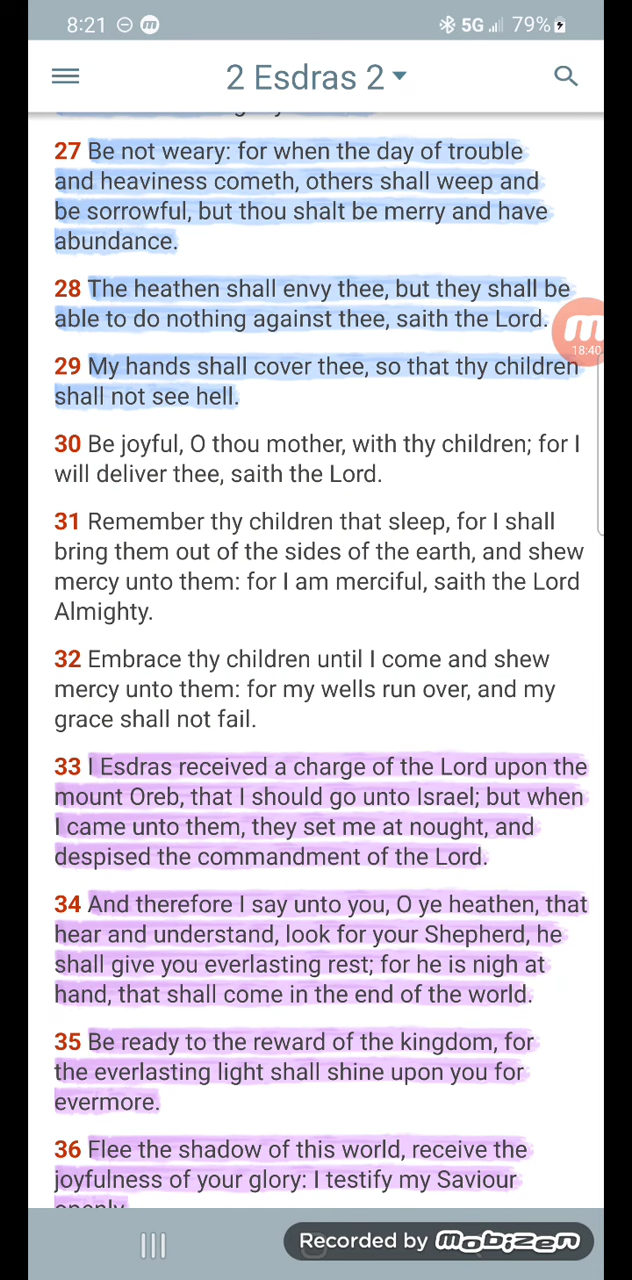 8:21 m 5G 79%
2 Esdras 2
27 Be not weary: for when the day of trouble
and heaviness cometh, others shall weep and
be sorrowful, but thou shalt be merry and have
abundance.
28 The heathen shall envy thee, but they shall be
able to do nothing against thee, saith the Lord.
m
18:40
29 My hands shall cover thee, so that thy children
shall not see hell.
30 Be joyful, O thou mother, with thy children; for I
will deliver thee, saith the Lord.
31 Remember thy children that sleep, for I shall
bring them out of the sides of the earth, and shew
mercy unto them: for I am merciful, saith the Lord
Almighty.
32 Embrace thy children until I come and shew
mercy unto them: for my wells run over, and my
grace shall not fail.
33 I Esdras received a charge of the Lord upon the
mount Oreb, that I should go unto Israel; but when
I came unto them, they set me at nought, and
despised the commandment of the Lord.
34 And therefore I say unto you, O ye heathen, that
hear and understand, look for your Shepherd, he
shall give you everlasting rest; for he is nigh at
hand, that shall come in the end of the world.
35 Be ready to the reward of the kingdom, for
the everlasting light shall shine upon you for
evermore.
36 Flee the shadow of this world, receive the
joyfulness of your glory: I testify my Saviour
openly
Recorded by mobizen